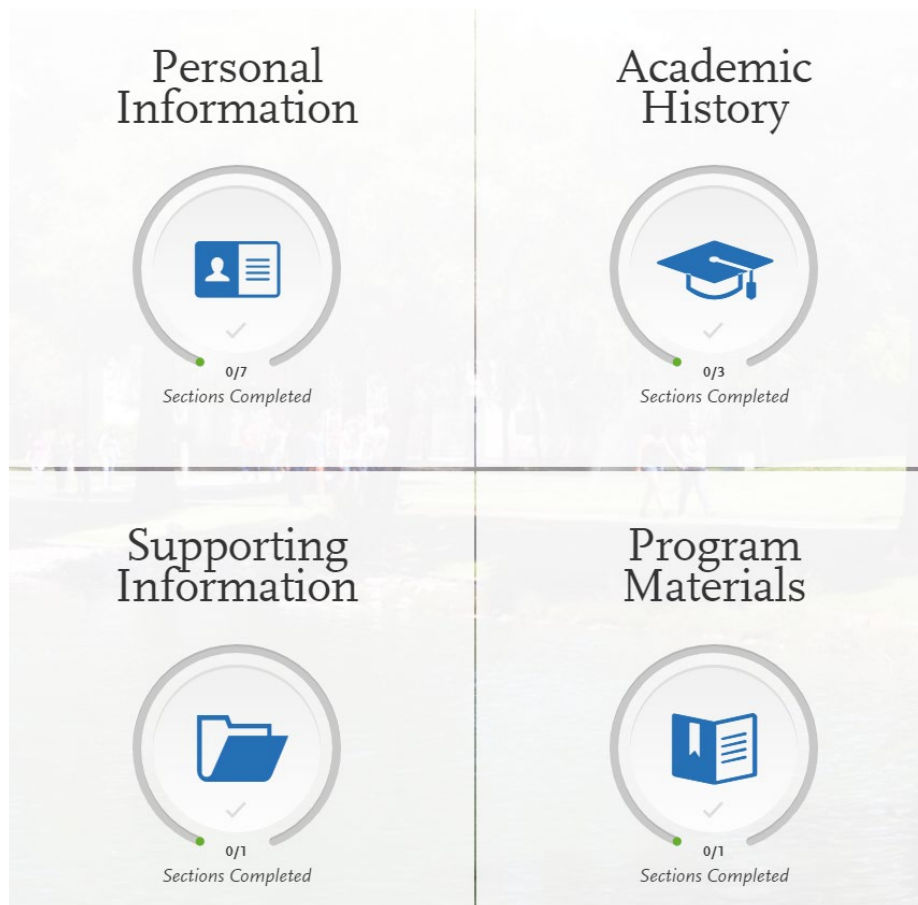 Personal
Information
0/7
Sections Completed
Academic
History
0/3
Sections Completed
Supporting
Information
0/1
Sections Completed
Program
Materials
0/1
Sections Completed